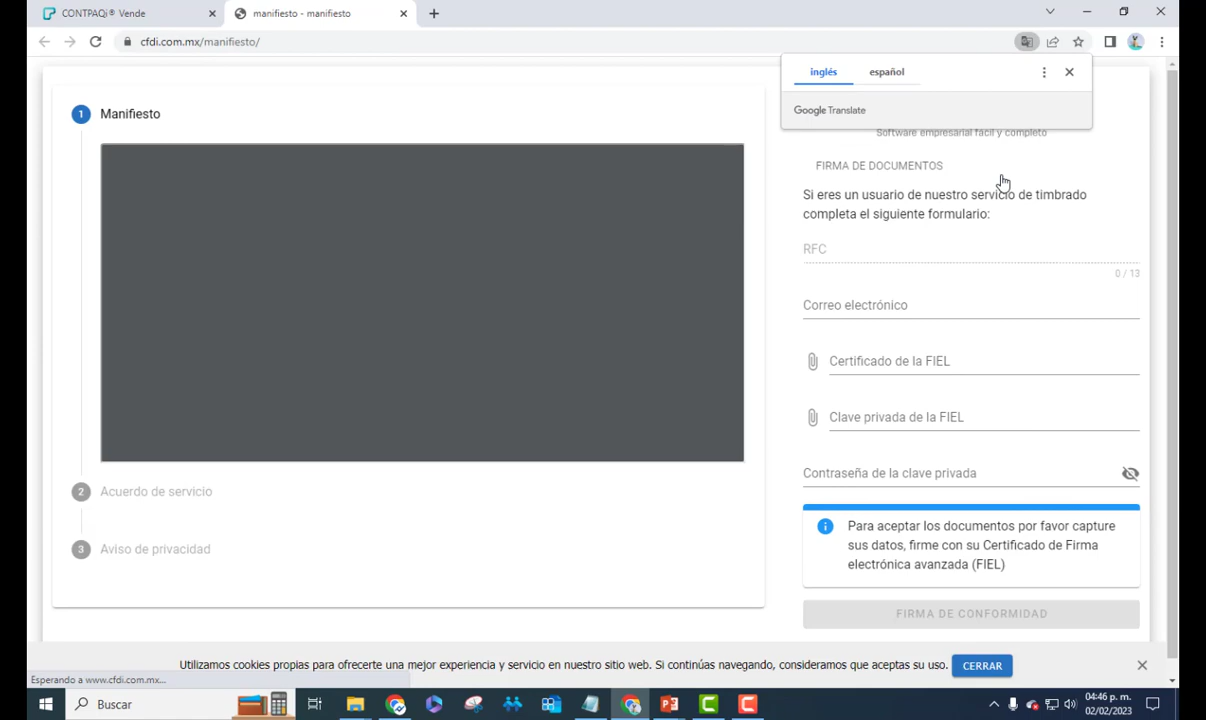 CONTPAQi® Vende
manifiesto - manifiesto
cfdi.com.mx/manifiesto/
inglés
español
Google Translate
Software empresarial fácil y completo
1
Manifiesto
FIRMA DE DOCUMENTOS
Si eres un usuario de nuestro servicio de timbrado
completa el siguiente formulario:
RFC
0 / 13
Correo electrónico
Certificado de la FIEL
Clave privada de la FIEL
Contraseña de la clave privada
2
Acuerdo de servicio
3
Aviso de privacidad
Para aceptar los documentos por favor capture
sus datos, firme con su Certificado de Firma
electrónica avanzada (FIEL)
FIRMA DE CONFORMIDAD
Utilizamos cookies propias para ofrecerte una mejor experiencia y servicio en nuestro sitio web. Si continúas navegando, consideramos que aceptas su uso.
CERRAR
Esperando a www.cfdi.com.mx...
Buscar
04:46 p. m.
02/02/2023